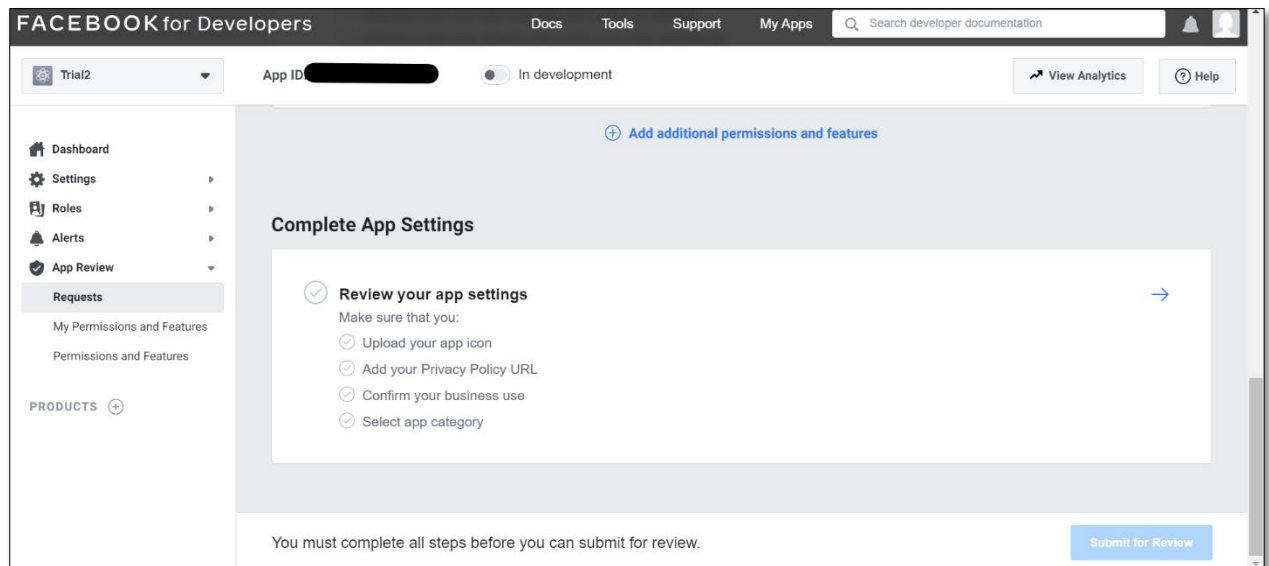 FACEBOOK for Developers Docs Tools Support My Apps Search developer documentation
Trial2 App ID In development View Analytics Help
Add additional permissions and features
Dashboard
Settings
Roles
Alerts
App Review
Requests
My Permissions and Features
Permissions and Features
PRODUCTS
Complete App Settings
Review your app settings
Make sure that you:
Upload your app icon
Add your Privacy Policy URL
Confirm your business use
Select app category
You must complete all steps before you can submit for review. Submit for Review